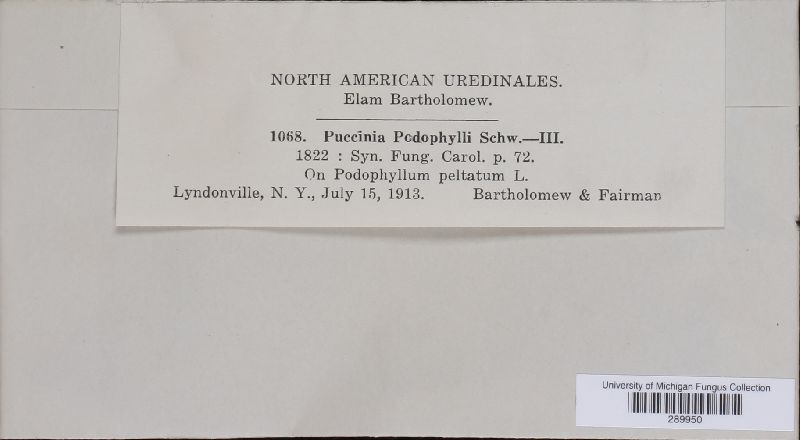 NORTH AMERICAN UREDINALES.
Elam Bartholomew.
1068. Puccinia Podophylli Schw.—III.
1822 : Syn. Fung. Carol. p. 72.
On Podophyllum peltatum L.
Lyndonville, N. Y., July 15, 1913. Bartholomew & Fairman
University of Michigan Fungus Collection
289950